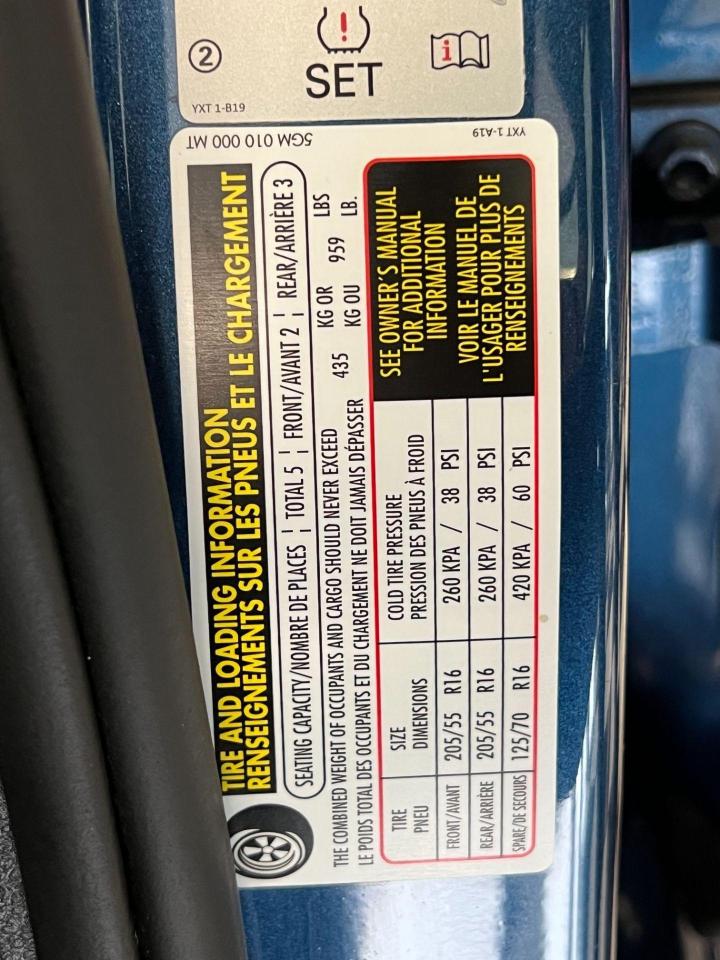 ②
SET
YXT 1-B19
5GM 010 000 MT
YXT 1-A19
TIRE AND LOADING INFORMATION
RENSEIGNEMENTS SUR LES PNEUS ET LE CHARGEMENT
SEATING CAPACITY/NOMBRE DE PLACES ¦ TOTAL 5 ¦ FRONT/AVANT 2 ¦ REAR/ARRIÈRE 3
THE COMBINED WEIGHT OF OCCUPANTS AND CARGO SHOULD NEVER EXCEED 435 KG OR 959 LBS
LE POIDS TOTAL DES OCCUPANTS ET DU CHARGEMENT NE DOIT JAMAIS DÉPASSER KG OU LB.
TIRE SIZE COLD TIRE PRESSURE
PNEU DIMENSIONS PRESSION DES PNEUS À FROID
FRONT/AVANT 205/55 R16 260 KPA / 38 PSI
REAR/ARRIÈRE 205/55 R16 260 KPA / 38 PSI
SPARE/DE SECOURS 125/70 R16 420 KPA / 60 PSI
SEE OWNER'S MANUAL
FOR ADDITIONAL
INFORMATION
VOIR LE MANUEL DE
L'USAGER POUR PLUS DE
RENSEIGNEMENTS